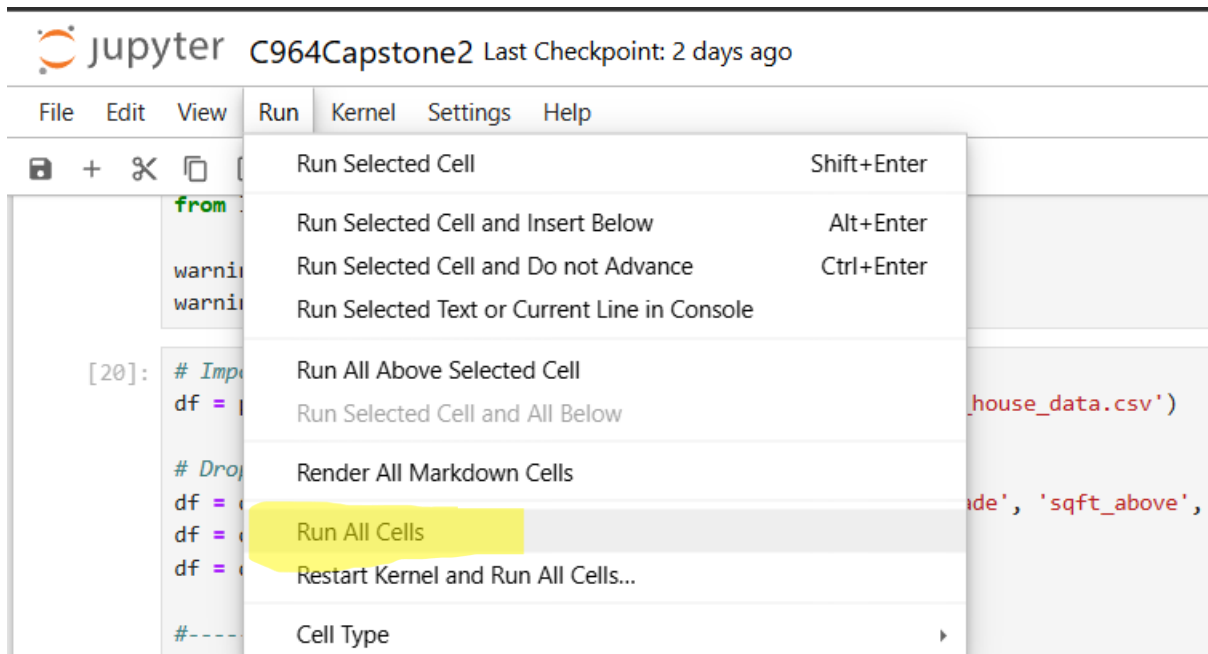 jupyter C964Capstone2 Last Checkpoint: 2 days ago
File Edit View Run Kernel Settings Help
Run Selected Cell Shift+Enter
from
Run Selected Cell and Insert Below Alt+Enter
Run Selected Cell and Do not Advance Ctrl+Enter
Run Selected Text or Current Line in Console
[20]: # Imp
Run All Above Selected Cell
df = _house_data.csv')
Run Selected Cell and All Below
# Drop
Render All Markdown Cells
df = 'sqft_above',
Run All Cells
df =
df =
Restart Kernel and Run All Cells...
#----
Cell Type